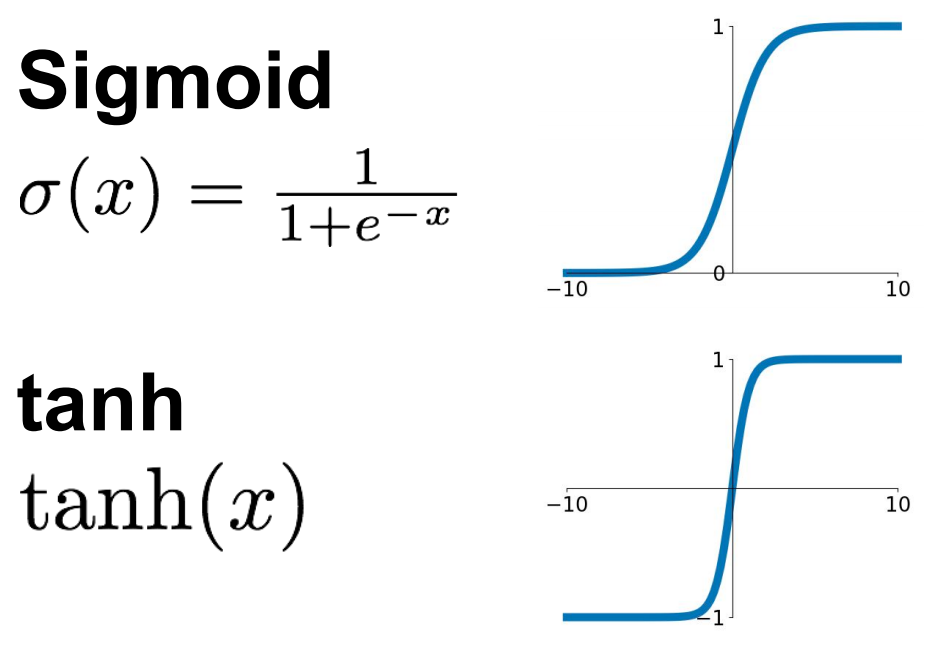 Sigmoid
σ(x) = 1 / (1+e^−x)
1
0
−10 10
tanh
tanh(x)
1
−10 10
−1